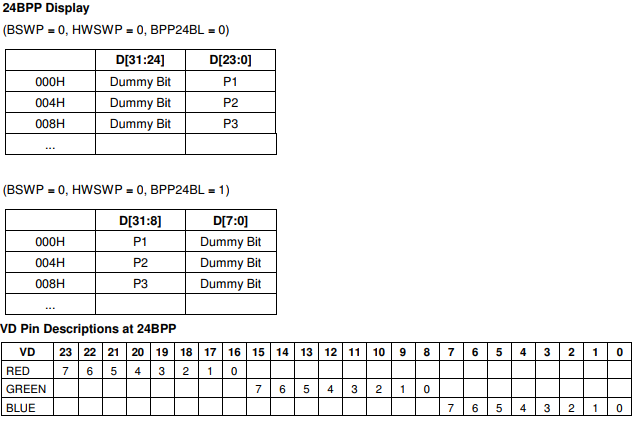 24BPP Display
(BSWP = 0, HWSWP = 0, BPP24BL = 0)
D[31:24] D[23:0]
000H Dummy Bit P1
004H Dummy Bit P2
008H Dummy Bit P3
...
(BSWP = 0, HWSWP = 0, BPP24BL = 1)
D[31:8] D[7:0]
000H P1 Dummy Bit
004H P2 Dummy Bit
008H P3 Dummy Bit
...
VD Pin Descriptions at 24BPP
VD 23 22 21 20 19 18 17 16 15 14 13 12 11 10 9 8 7 6 5 4 3 2 1 0
RED 7 6 5 4 3 2 1 0
GREEN 7 6 5 4 3 2 1 0
BLUE 7 6 5 4 3 2 1 0